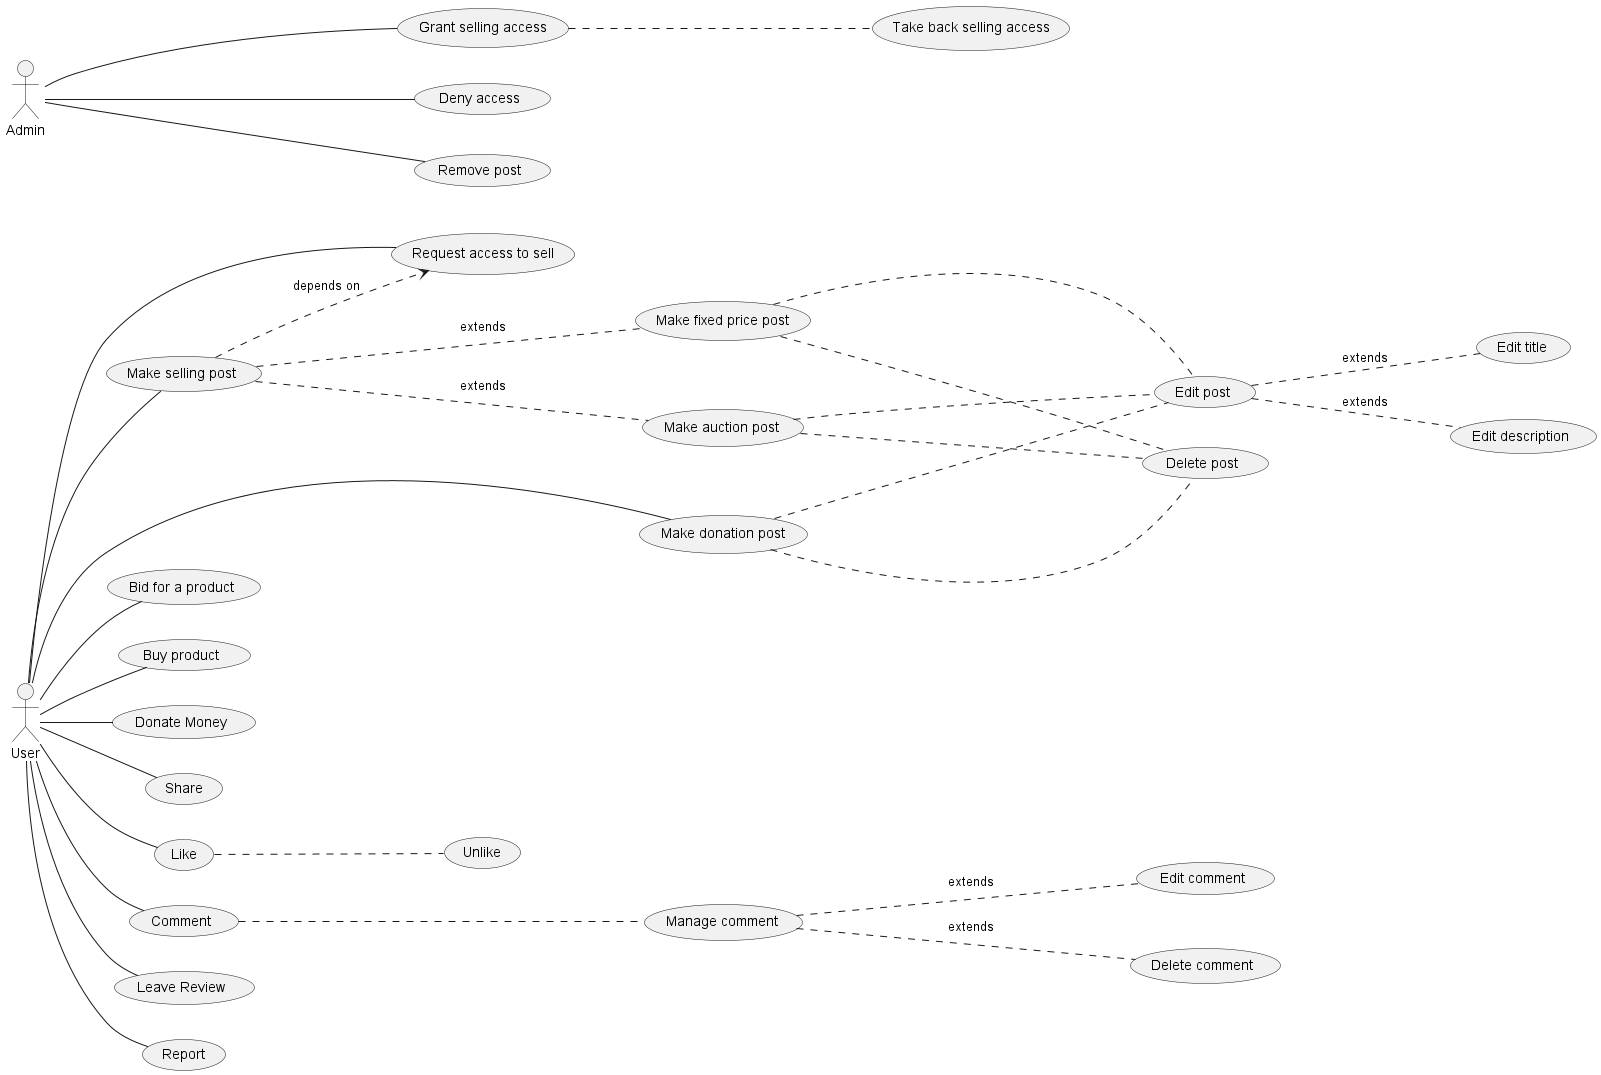 Grant selling access
Take back selling access
Deny access
Admin
Remove post
Request access to sell
depends on
Make fixed price post
extends
Edit title
extends
Make selling post
extends
Edit post
extends
Make auction post
Edit description
Delete post
Make donation post
Bid for a product
Buy product
Donate Money
User
Share
Like
Unlike
extends
Edit comment
Comment
Manage comment
extends
Delete comment
Leave Review
Report